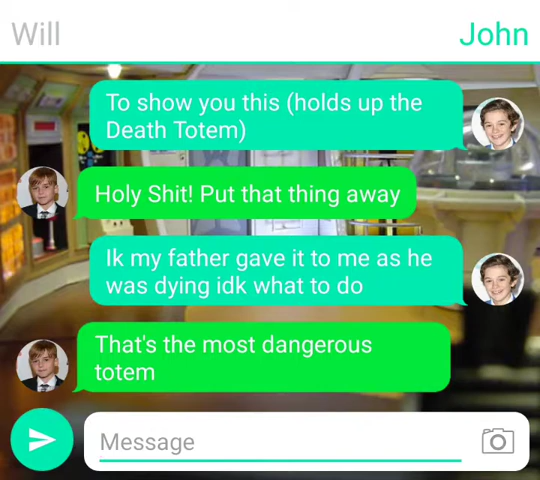 Will
John
To show you this (holds up the
Death Totem)
Holy Shit! Put that thing away
Ik my father gave it to me as he
was dying idk what to do
That's the most dangerous
totem
Message